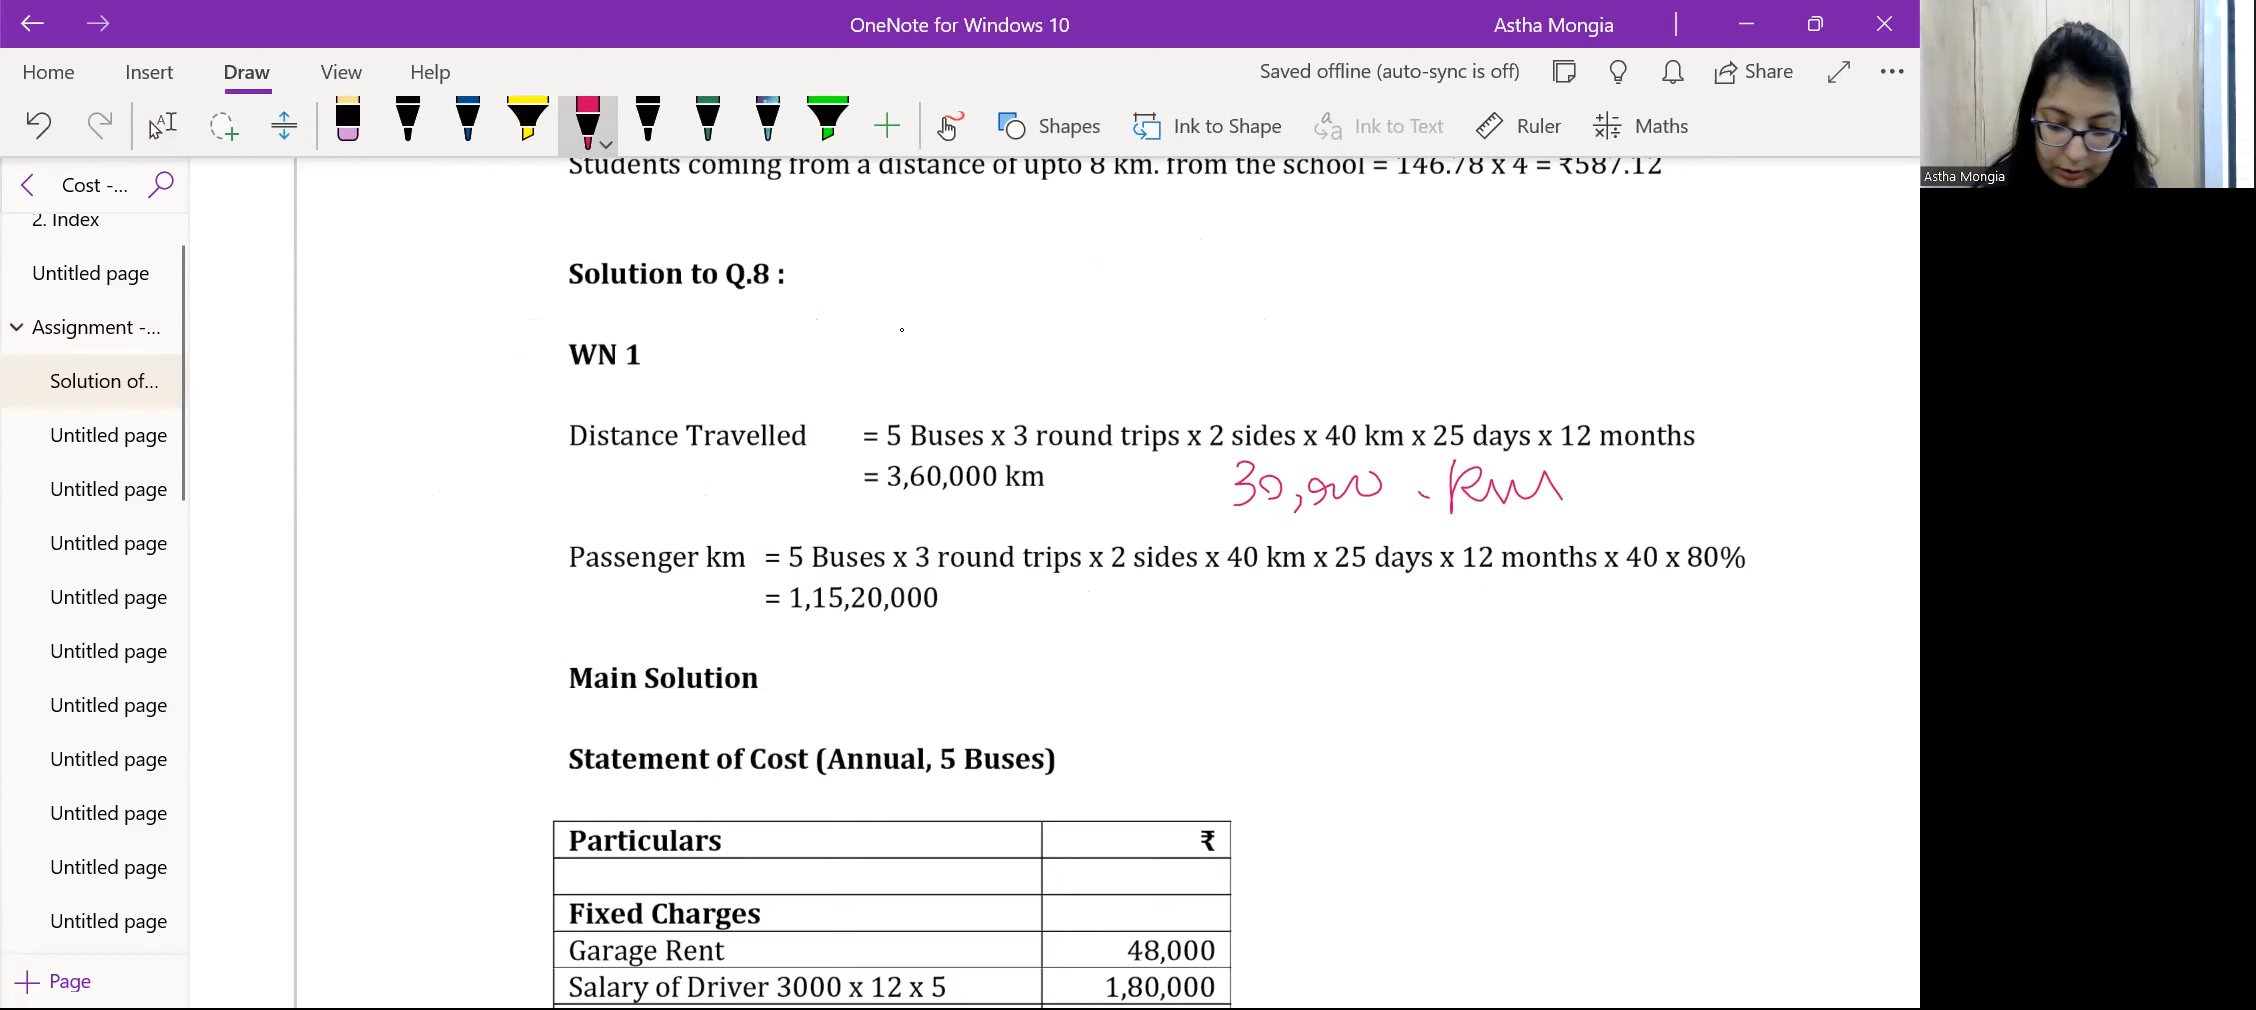 OneNote for Windows 10
Astha Mongia
Home Insert Draw View Help
Saved offline (auto-sync is off) Share
Shapes Ink to Shape Ink to Text Ruler Maths
Astha Mongia
Cost -...
2. Index
Untitled page
Assignment -...
Solution of...
Untitled page
Untitled page
Untitled page
Untitled page
Untitled page
Untitled page
Untitled page
Untitled page
Untitled page
Untitled page
Page
Students coming from a distance of upto 8 km. from the school = 146.78 x 4 = ₹587.12
Solution to Q.8 :
WN 1
Distance Travelled = 5 Buses x 3 round trips x 2 sides x 40 km x 25 days x 12 months
= 3,60,000 km
30,000 . km
Passenger km = 5 Buses x 3 round trips x 2 sides x 40 km x 25 days x 12 months x 40 x 80%
= 1,15,20,000
Main Solution
Statement of Cost (Annual, 5 Buses)
Particulars ₹
Fixed Charges
Garage Rent 48,000
Salary of Driver 3000 x 12 x 5 1,80,000